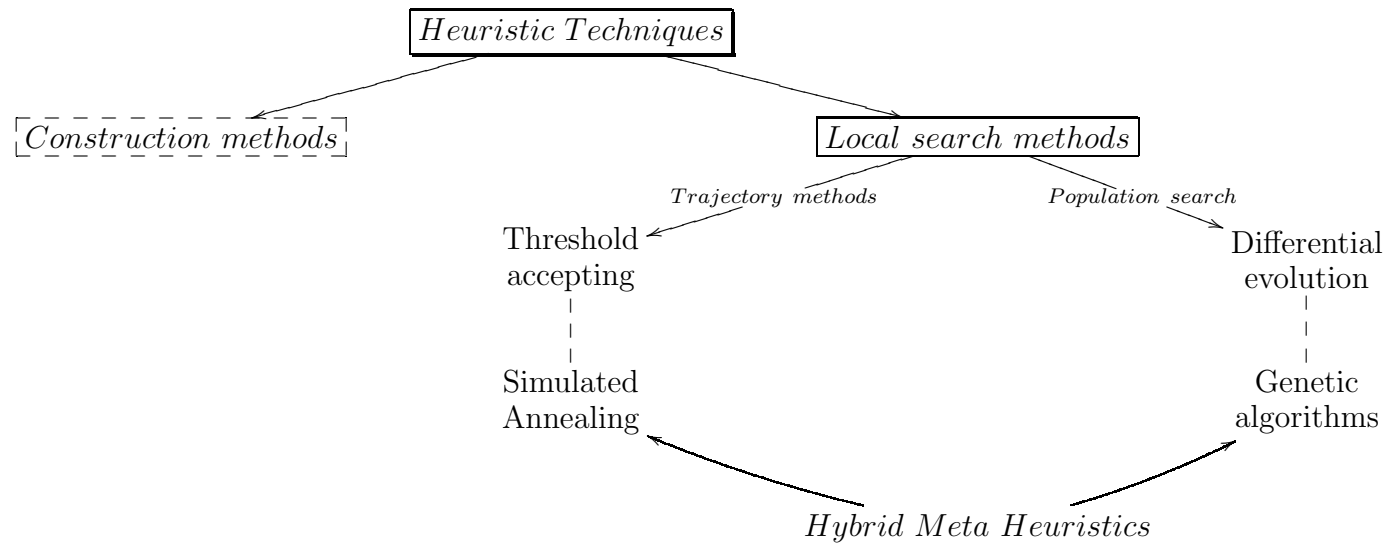 Heuristic Techniques
Construction methods
Local search methods
Trajectory methods
Population search
Threshold
accepting
Differential
evolution
Simulated
Annealing
Genetic
algorithms
Hybrid Meta Heuristics